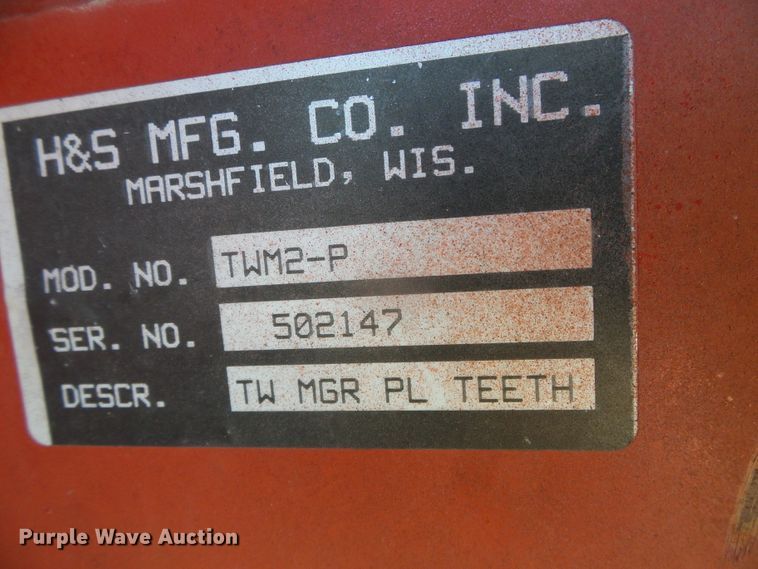 H&S MFG. CO. INC.
MARSHFIELD, WIS.
MOD. NO. TWM2-P
SER. NO. 502147
DESCR. TW MGR PL TEETH
Purple Wave Auction